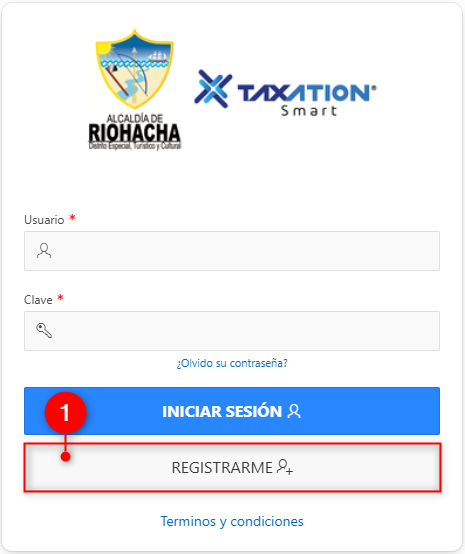 ALCALDÍA DE
RIOHACHA
Distrito Especial, Turístico y Cultural
TAXATION®
Smart
Usuario *
Clave *
¿Olvido su contraseña?
INICIAR SESIÓN
1
REGISTRARME
Terminos y condiciones